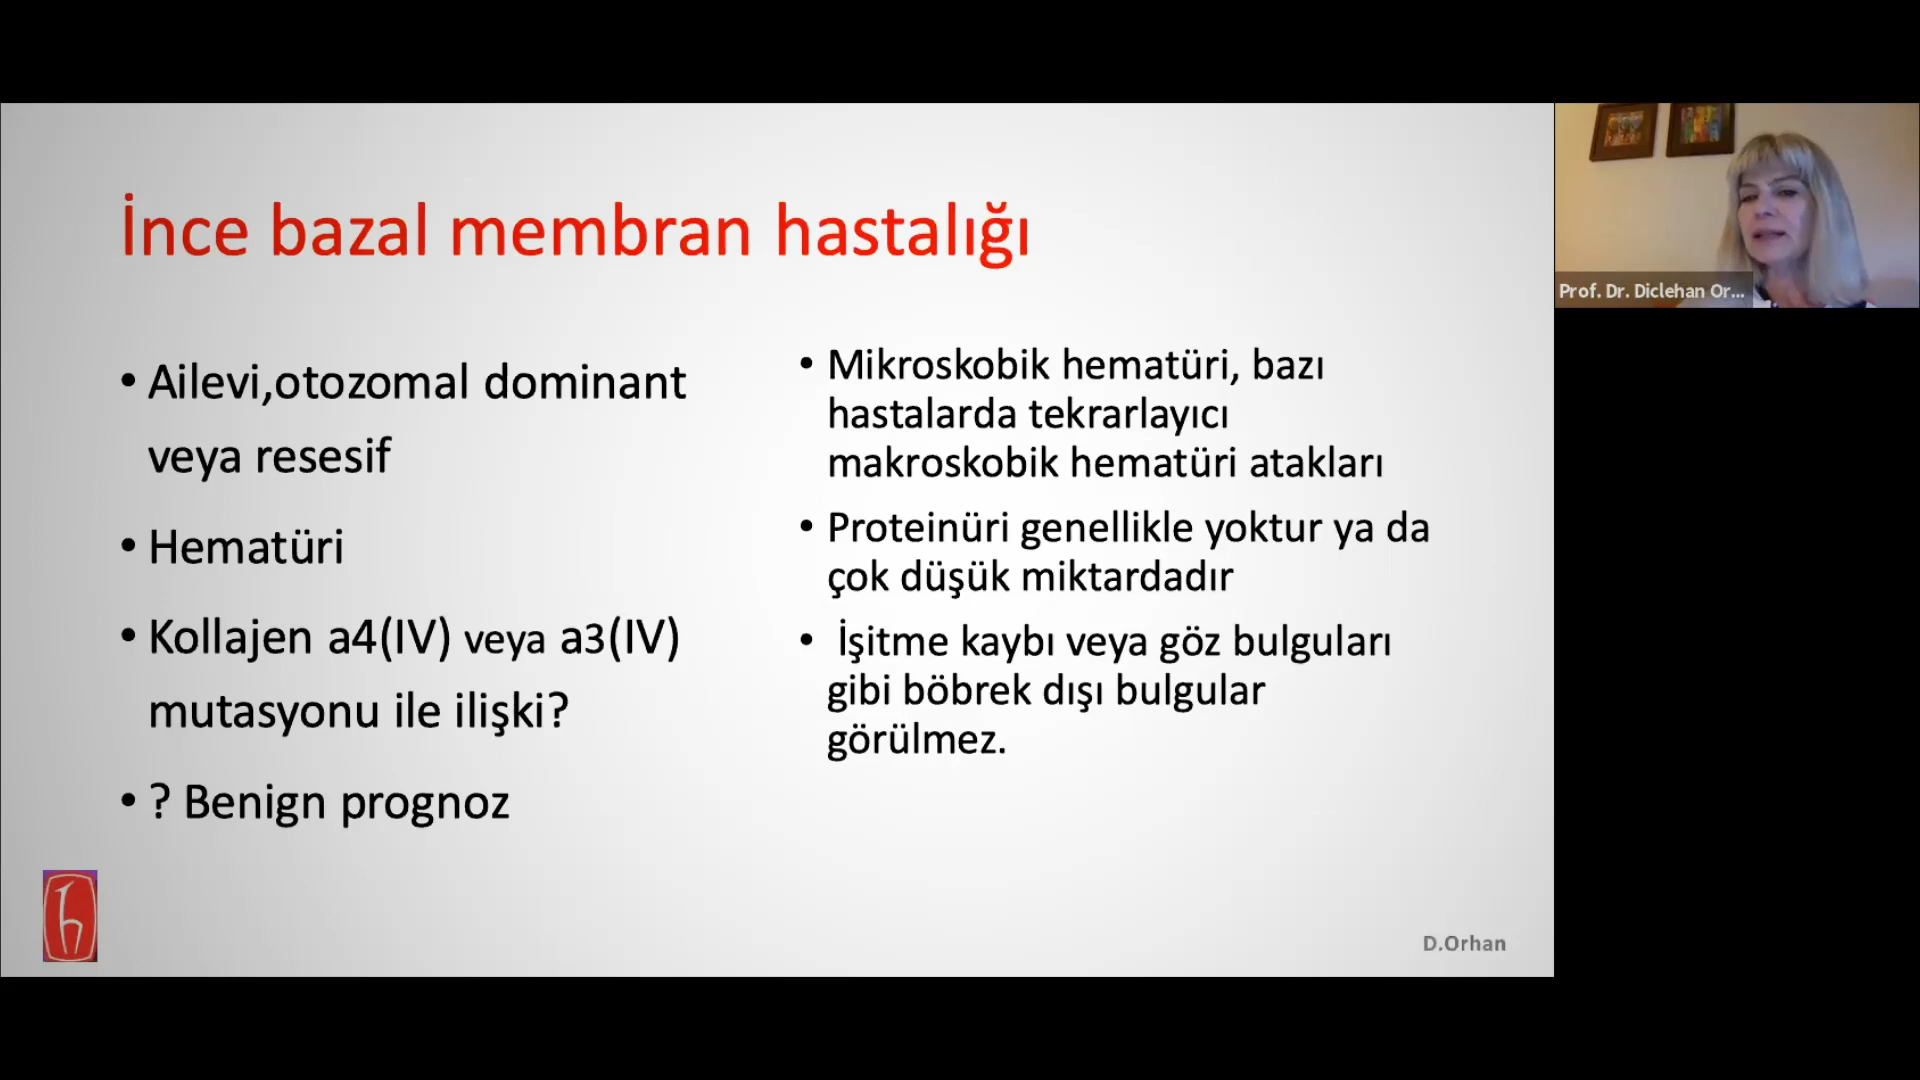 İnce bazal membran hastalığı
• Ailevi,otozomal dominant
veya resesif
• Hematüri
• Kollajen a4(IV) veya a3(IV)
mutasyonu ile ilişki?
• ? Benign prognoz
• Mikroskobik hematüri, bazı
hastalarda tekrarlayıcı
makroskobik hematüri atakları
• Proteinüri genellikle yoktur ya da
çok düşük miktardadır
• İşitme kaybı veya göz bulguları
gibi böbrek dışı bulgular
görülmez.
D.Orhan
Prof. Dr. Diclehan Or...